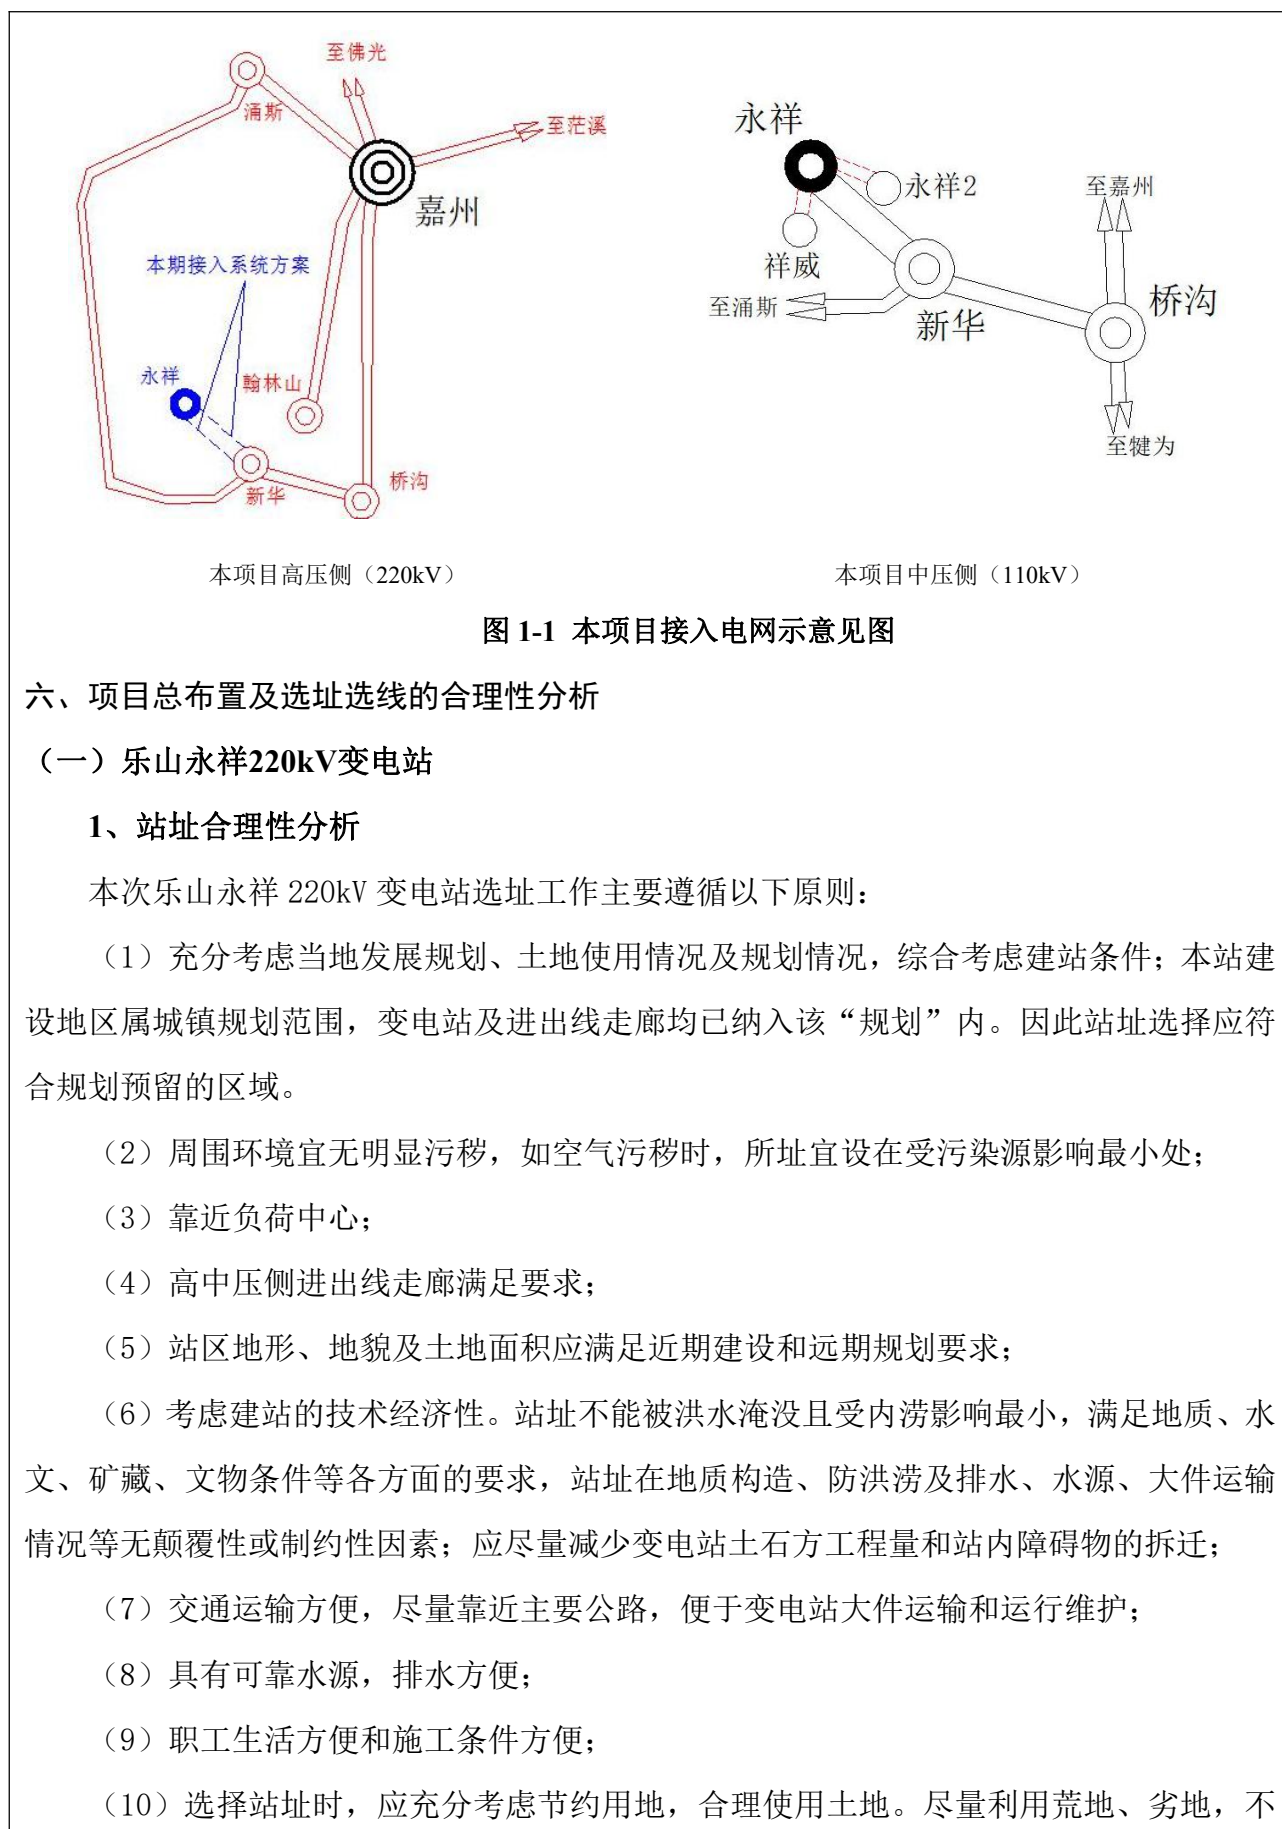 至佛光
涌斯
至茫溪
嘉州
本期接入系统方案
永祥
翰林山
新华
桥沟
永祥
永祥2
祥威
至嘉州
至涌斯
新华
桥沟
至犍为
本项目高压侧（220kV）
本项目中压侧（110kV）
图 1-1 本项目接入电网示意见图
六、项目总布置及选址选线的合理性分析
（一）乐山永祥220kV变电站
1、站址合理性分析
本次乐山永祥 220kV 变电站选址工作主要遵循以下原则：
（1）充分考虑当地发展规划、土地使用情况及规划情况，综合考虑建站条件；本站建
设地区属城镇规划范围，变电站及进出线走廊均已纳入该“规划”内。因此站址选择应符
合规划预留的区域。
（2）周围环境宜无明显污秽，如空气污秽时，所址宜设在受污染源影响最小处；
（3）靠近负荷中心；
（4）高中压侧进出线走廊满足要求；
（5）站区地形、地貌及土地面积应满足近期建设和远期规划要求；
（6）考虑建站的技术经济性。站址不能被洪水淹没且受内涝影响最小，满足地质、水
文、矿藏、文物条件等各方面的要求，站址在地质构造、防洪涝及排水、水源、大件运输
情况等无颠覆性或制约性因素；应尽量减少变电站土石方工程量和站内障碍物的拆迁；
（7）交通运输方便，尽量靠近主要公路，便于变电站大件运输和运行维护；
（8）具有可靠水源，排水方便；
（9）职工生活方便和施工条件方便；
（10）选择站址时，应充分考虑节约用地，合理使用土地。尽量利用荒地、劣地，不